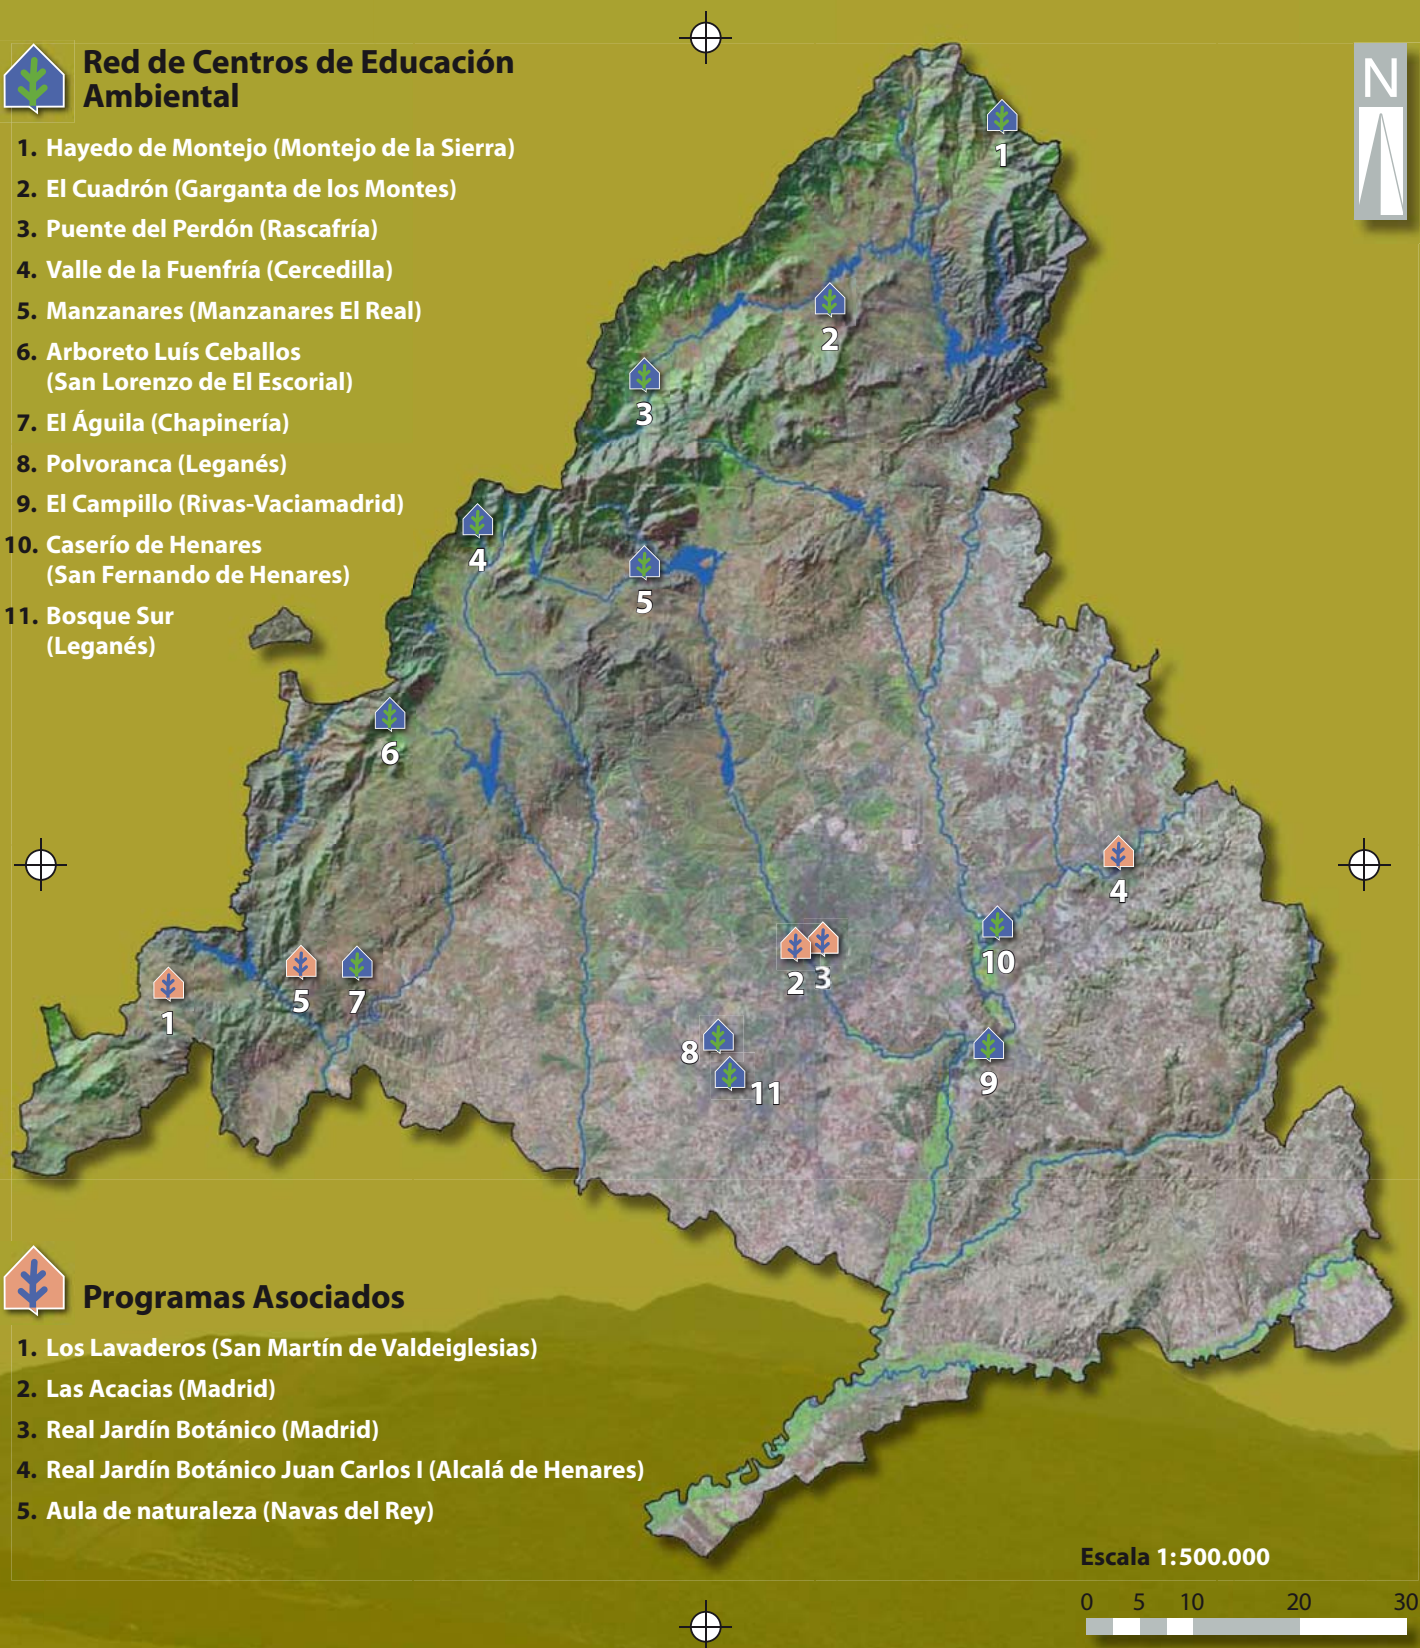 Red de Centros de Educación
Ambiental
1. Hayedo de Montejo (Montejo de la Sierra)
2. El Cuadrón (Garganta de los Montes)
3. Puente del Perdón (Rascafría)
4. Valle de la Fuenfría (Cercedilla)
5. Manzanares (Manzanares El Real)
6. Arboreto Luís Ceballos
(San Lorenzo de El Escorial)
7. El Águila (Chapinería)
8. Polvoranca (Leganés)
9. El Campillo (Rivas-Vaciamadrid)
10. Caserío de Henares
(San Fernando de Henares)
11. Bosque Sur
(Leganés)
N
1
2
3
4
5
6
4
10
2 3
5 7
1
8
11
9
Programas Asociados
1. Los Lavaderos (San Martín de Valdeiglesias)
2. Las Acacias (Madrid)
3. Real Jardín Botánico (Madrid)
4. Real Jardín Botánico Juan Carlos I (Alcalá de Henares)
5. Aula de naturaleza (Navas del Rey)
Escala 1:500.000
0 5 10 20 30